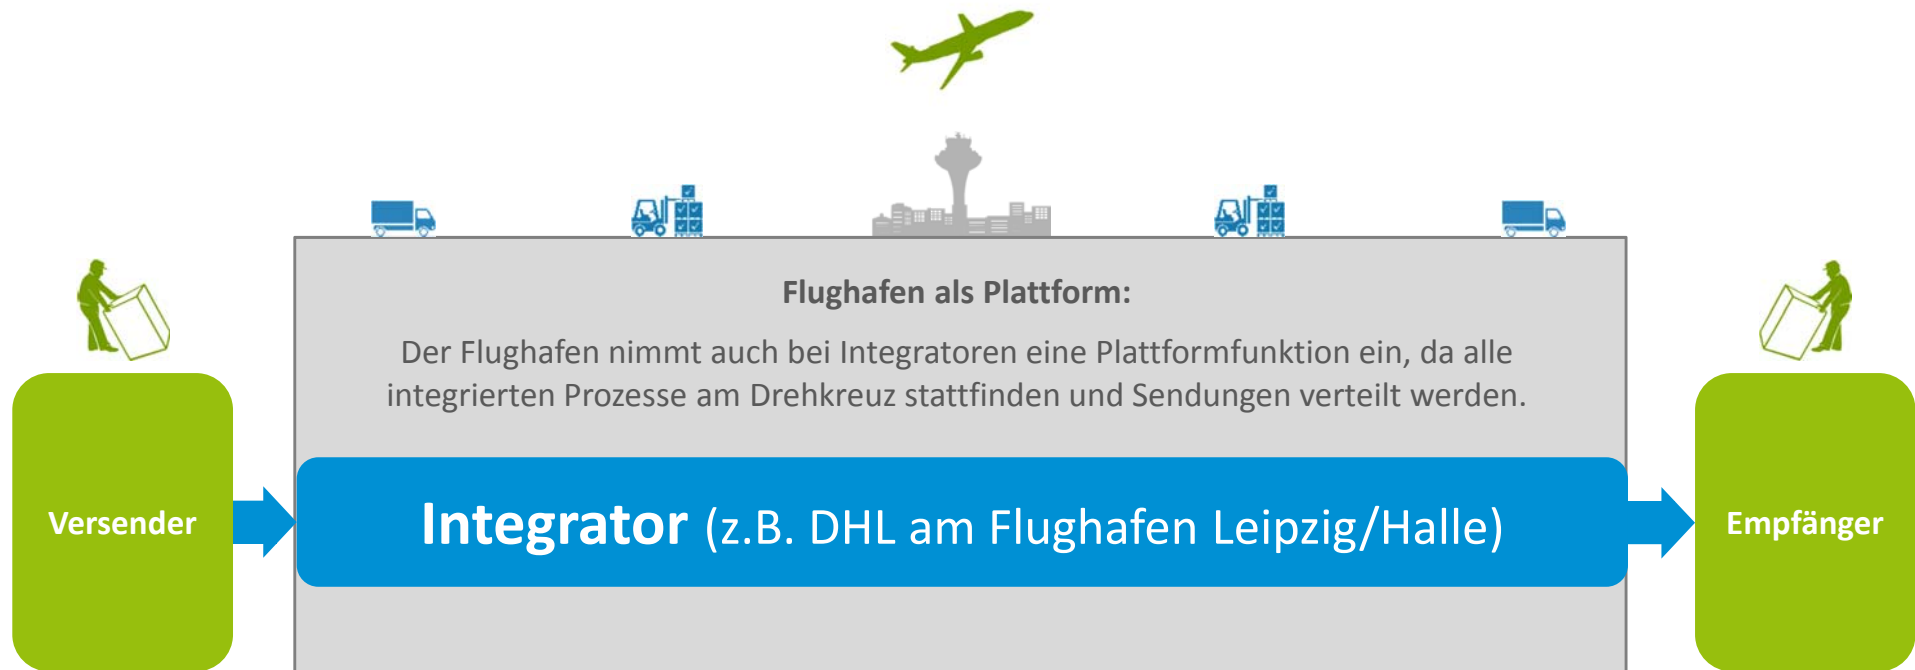 Flughafen als Plattform:
Der Flughafen nimmt auch bei Integratoren eine Plattformfunktion ein, da alle
integrierten Prozesse am Drehkreuz stattfinden und Sendungen verteilt werden.
Versender
Integrator (z.B. DHL am Flughafen Leipzig/Halle)
Empfänger